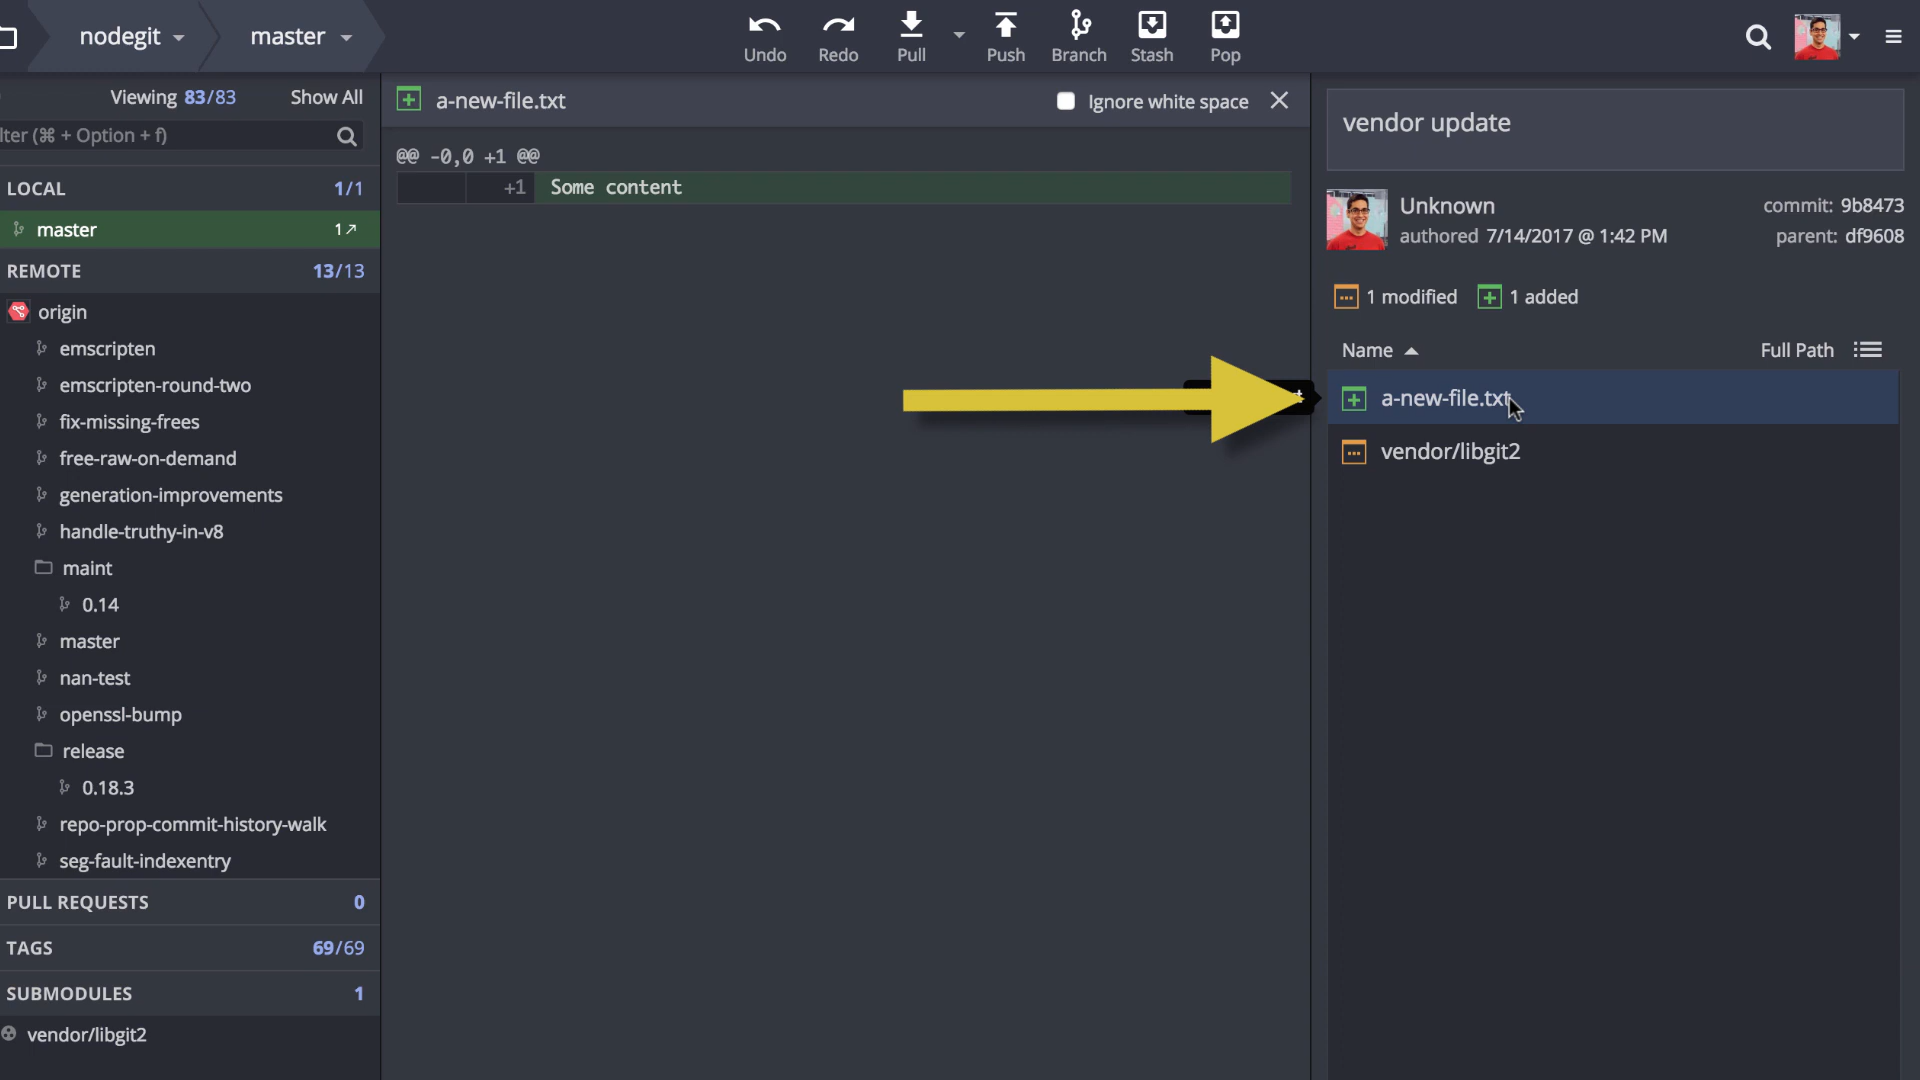 nodegit
master
Undo
Redo
Pull
Push
Branch
Stash
Pop
Viewing 83/83
Show All
lter (⌘ + Option + f)
LOCAL
1/1
master
1↗
REMOTE
13/13
origin
emscripten
emscripten-round-two
fix-missing-frees
free-raw-on-demand
generation-improvements
handle-truthy-in-v8
maint
0.14
master
nan-test
openssl-bump
release
0.18.3
repo-prop-commit-history-walk
seg-fault-indexentry
PULL REQUESTS
0
TAGS
69/69
SUBMODULES
1
vendor/libgit2
a-new-file.txt
Ignore white space
@@ -0,0 +1 @@
+1 Some content
vendor update
Unknown
commit: 9b8473
authored 7/14/2017 @ 1:42 PM
parent: df9608
1 modified
1 added
Name
Full Path
a-new-file.txt
vendor/libgit2